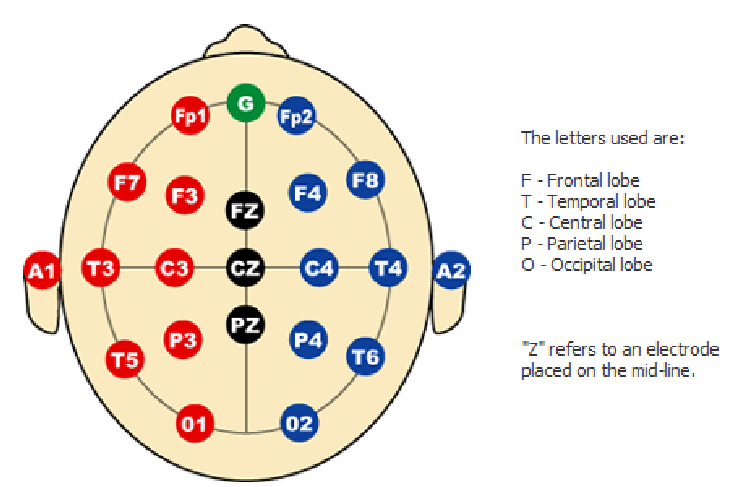 G
Fp1 Fp2
F7 F3 FZ F4 F8
A1 T3 C3 CZ C4 T4 A2
T5 P3 PZ P4 T6
01 02
The letters used are:
F - Frontal lobe
T - Temporal lobe
C - Central lobe
P - Parietal lobe
O - Occipital lobe
"Z" refers to an electrode
placed on the mid-line.